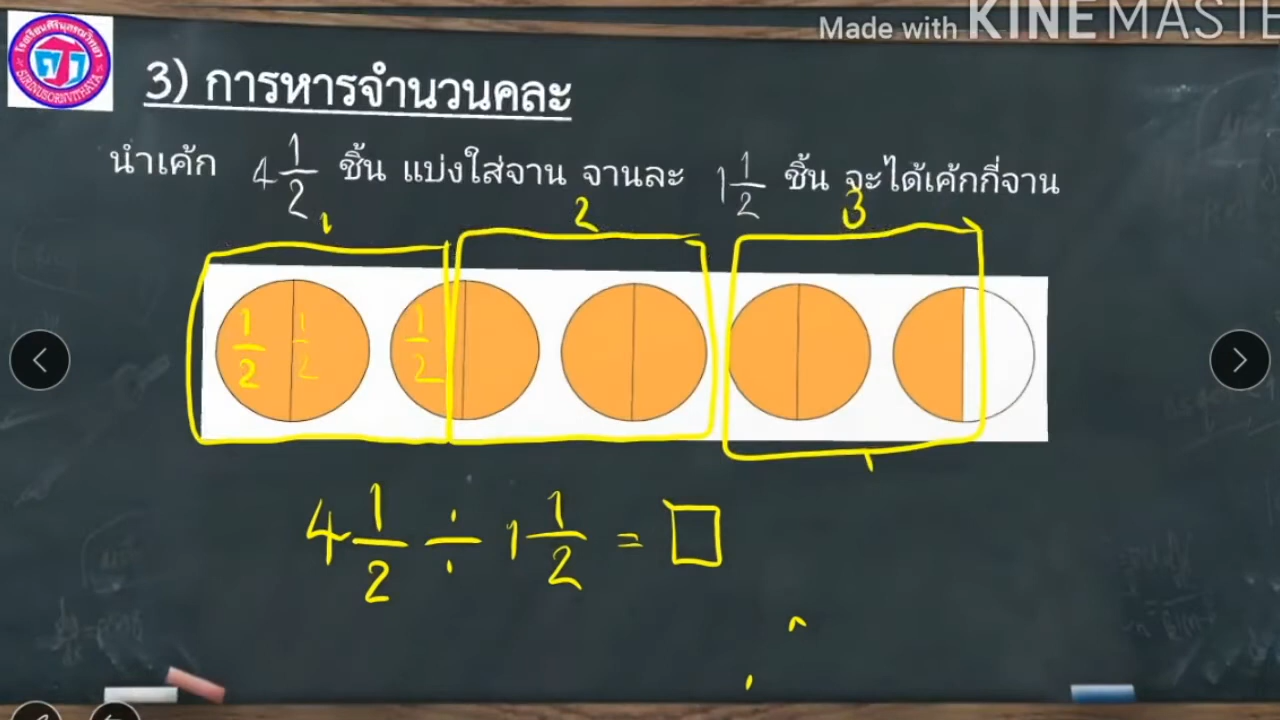 Made with KINEMASTE
3) การหารจำนวนคละ
นำเค้ก 4 1/2 ชิ้น แบ่งใส่จาน จานละ 1 1/2 ชิ้น จะได้เค้กกี่จาน
1 2 3
1/2 1/2 1/2
4 1/2 ÷ 1 1/2 = □